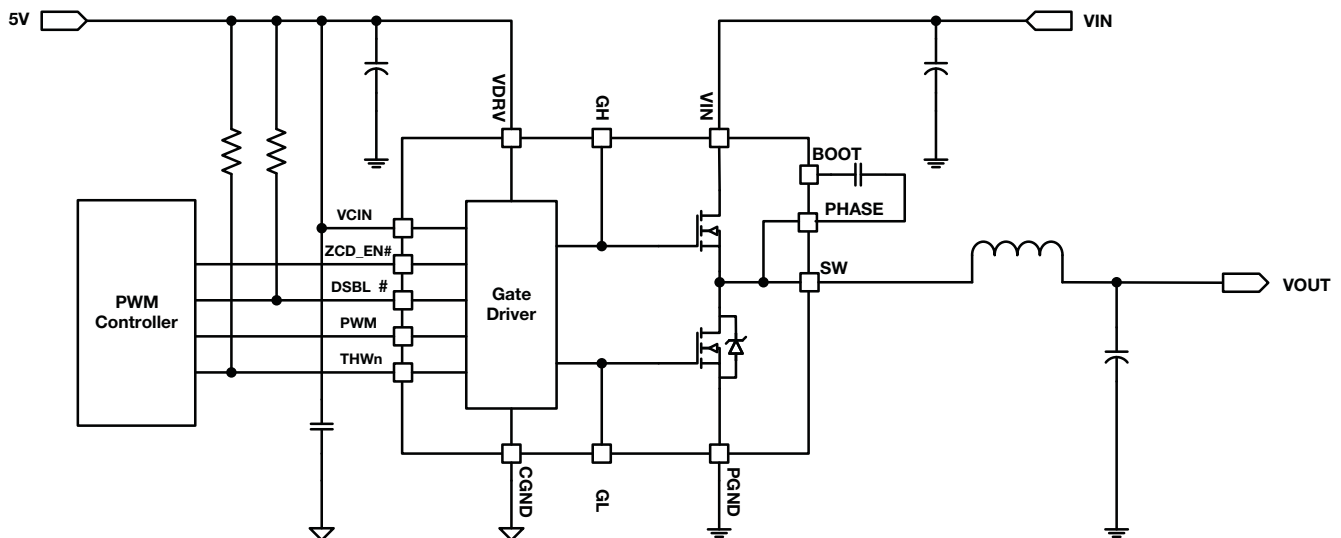 5V
VIN
VDRV
GH
VIN
BOOT
PHASE
VCIN
ZCD_EN#
DSBL #
PWM
THWn
PWM
Controller
Gate
Driver
SW
VOUT
CGND
GL
PGND